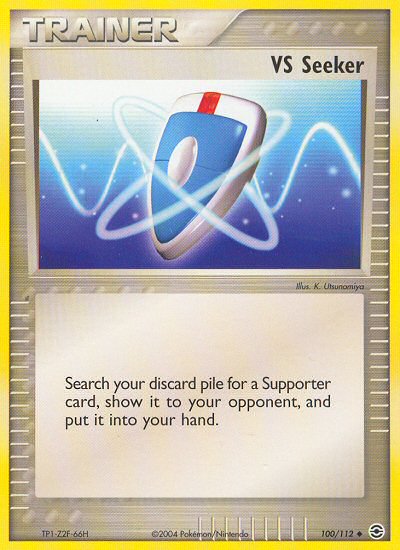 TRAINER
VS Seeker
Illus. K. Utsunomiya
Search your discard pile for a Supporter
card, show it to your opponent, and
put it into your hand.
TP1-Z2F-66H ©2004 Pokémon/Nintendo 100/112 ◆